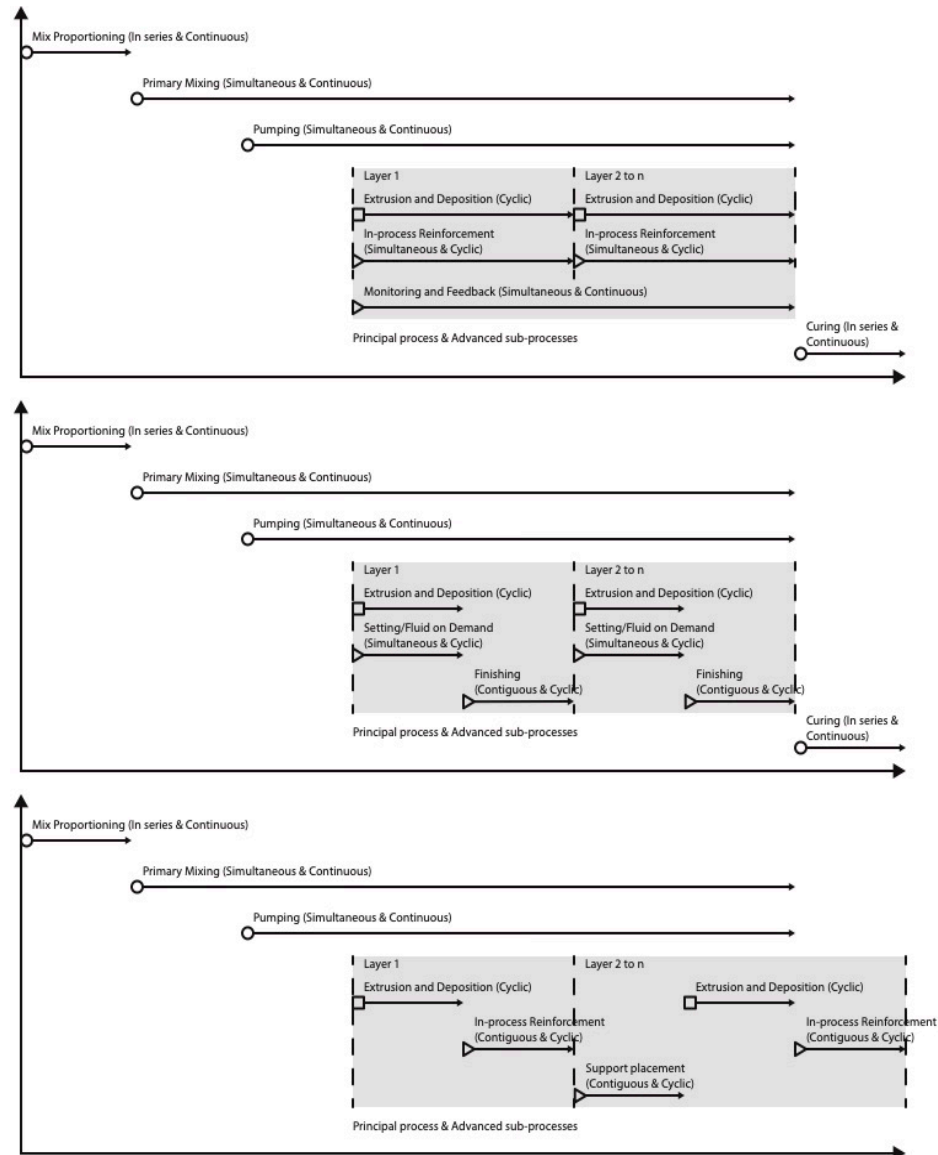 Mix Proportioning (In series & Continuous)
Primary Mixing (Simultaneous & Continuous)
Pumping (Simultaneous & Continuous)
Layer 1
Layer 2 to n
Extrusion and Deposition (Cyclic)
Extrusion and Deposition (Cyclic)
In-process Reinforcement
(Simultaneous & Cyclic)
In-process Reinforcement
(Simultaneous & Cyclic)
Monitoring and Feedback (Simultaneous & Continuous)
Curing (In series &
Continuous)
Principal process & Advanced sub-processes
Mix Proportioning (In series & Continuous)
Primary Mixing (Simultaneous & Continuous)
Pumping (Simultaneous & Continuous)
Layer 1
Layer 2 to n
Extrusion and Deposition (Cyclic)
Extrusion and Deposition (Cyclic)
Setting/Fluid on Demand
(Simultaneous & Cyclic)
Setting/Fluid on Demand
(Simultaneous & Cyclic)
Finishing
(Contiguous & Cyclic)
Finishing
(Contiguous & Cyclic)
Curing (In series &
Continuous)
Principal process & Advanced sub-processes
Mix Proportioning (In series & Continuous)
Primary Mixing (Simultaneous & Continuous)
Pumping (Simultaneous & Continuous)
Layer 1
Layer 2 to n
Extrusion and Deposition (Cyclic)
Extrusion and Deposition (Cyclic)
In-process Reinforcement
(Contiguous & Cyclic)
In-process Reinforcement
(Contiguous & Cyclic)
Support placement
(Contiguous & Cyclic)
Principal process & Advanced sub-processes